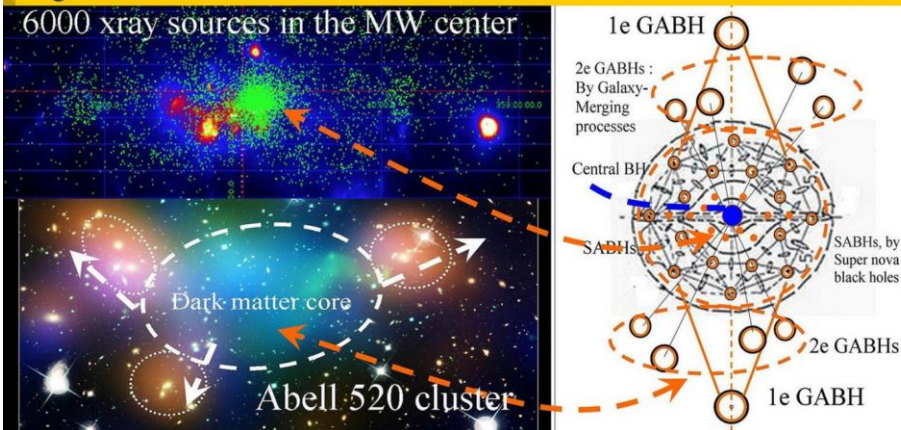 6000 xray sources in the MW center
Dark matter core
Abell 520 cluster
1e GABH
2e GABHs :
By Galaxy-
Merging
processes
Central BH
SABHs,
SABHs, by
Super nova
black holes
2e GABHs
1e GABH